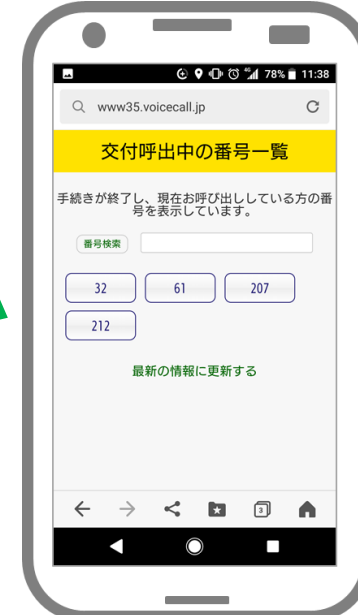 4G 78% 11:38
www35.voicecall.jp
交付呼出中の番号一覧
手続きが終了し、現在お呼び出ししている方の番
号を表示しています。
番号検索
32 61 207
212
最新の情報に更新する
3